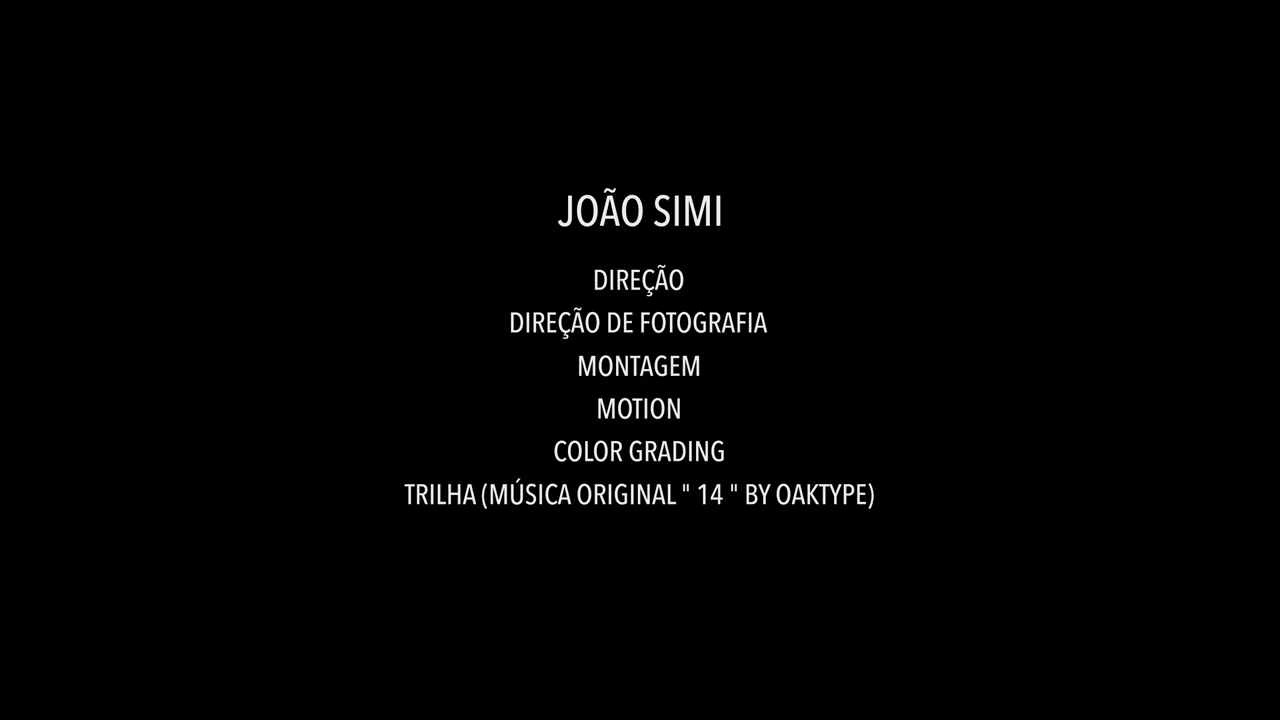 JOÃO SIMI
DIREÇÃO
DIREÇÃO DE FOTOGRAFIA
MONTAGEM
MOTION
COLOR GRADING
TRILHA (MÚSICA ORIGINAL " 14 " BY OAKTYPE)